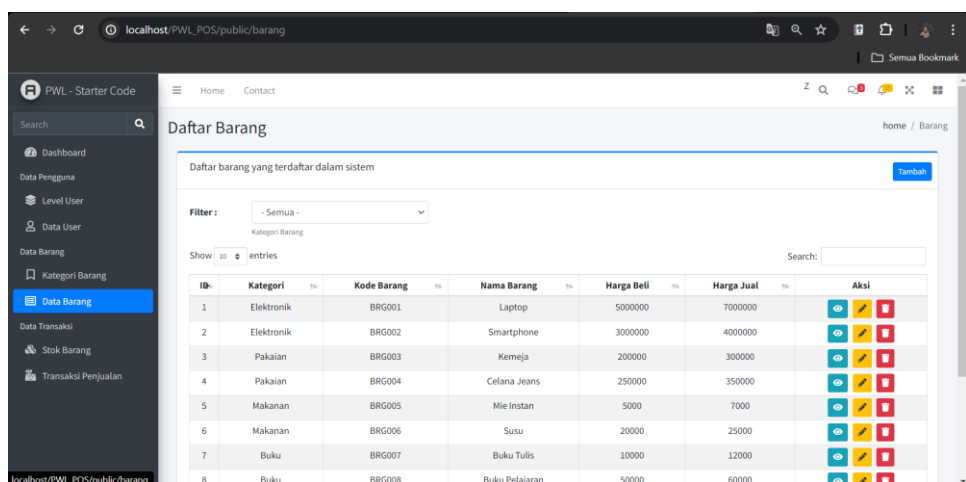 localhost/PWL_POS/public/barang
Semua Bookmark
PWL - Starter Code
Home Contact
Z
Search
Daftar Barang
home / Barang
Dashboard
Data Pengguna
Level User
Data User
Data Barang
Kategori Barang
Data Barang
Data Transaksi
Stok Barang
Transaksi Penjualan
Daftar barang yang terdaftar dalam sistem
Tambah
Filter :
- Semua -
Kategori Barang
Show 10 entries
Search:
ID Kategori Kode Barang Nama Barang Harga Beli Harga Jual Aksi
1 Elektronik BRG001 Laptop 5000000 7000000
2 Elektronik BRG002 Smartphone 3000000 4000000
3 Pakaian BRG003 Kemeja 200000 300000
4 Pakaian BRG004 Celana Jeans 250000 350000
5 Makanan BRG005 Mie Instan 5000 7000
6 Makanan BRG006 Susu 20000 25000
7 Buku BRG007 Buku Tulis 10000 12000
8 Buku BRG008 Buku Pelajaran 50000 60000
localhost/PWL_POS/public/barang